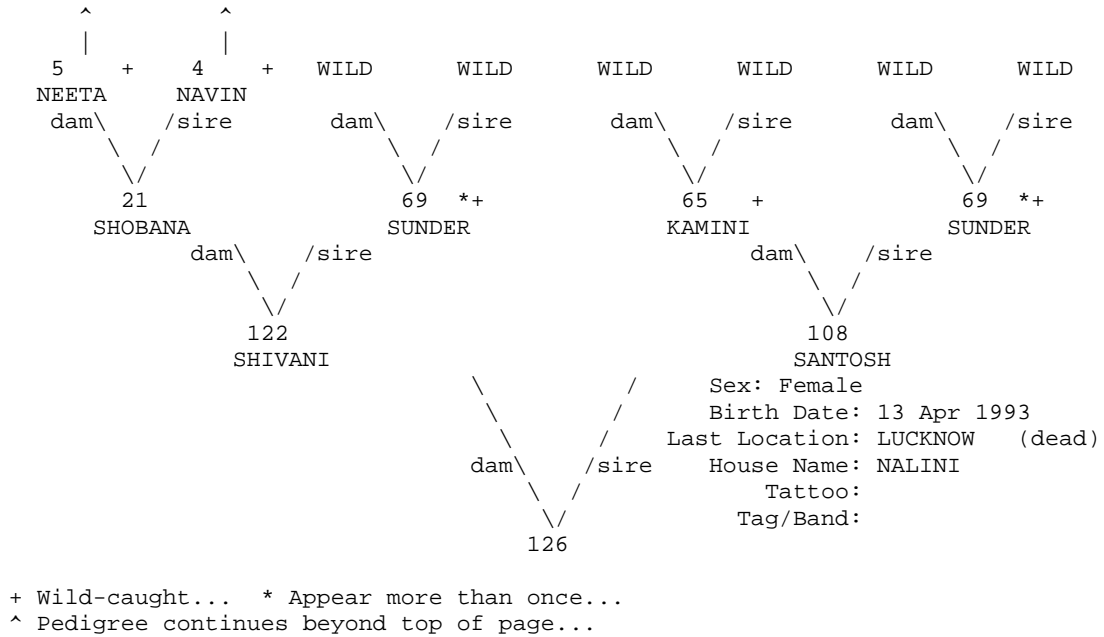 ^ ^
| |
5 + 4 + WILD WILD WILD WILD WILD WILD
NEETA NAVIN
dam\ /sire dam\ /sire dam\ /sire dam\ /sire
\ / \ / \ / \ /
\/ \/ \/ \/
21 69 *+ 65 + 69 *+
SHOBANA SUNDER KAMINI SUNDER
dam\ /sire dam\ /sire
\ / \ /
\/ \/
122 108
SHIVANI SANTOSH
\ / Sex: Female
\ / Birth Date: 13 Apr 1993
\ / Last Location: LUCKNOW (dead)
dam\ /sire House Name: NALINI
\ / Tattoo:
\/ Tag/Band:
126
+ Wild-caught... * Appear more than once...
^ Pedigree continues beyond top of page...